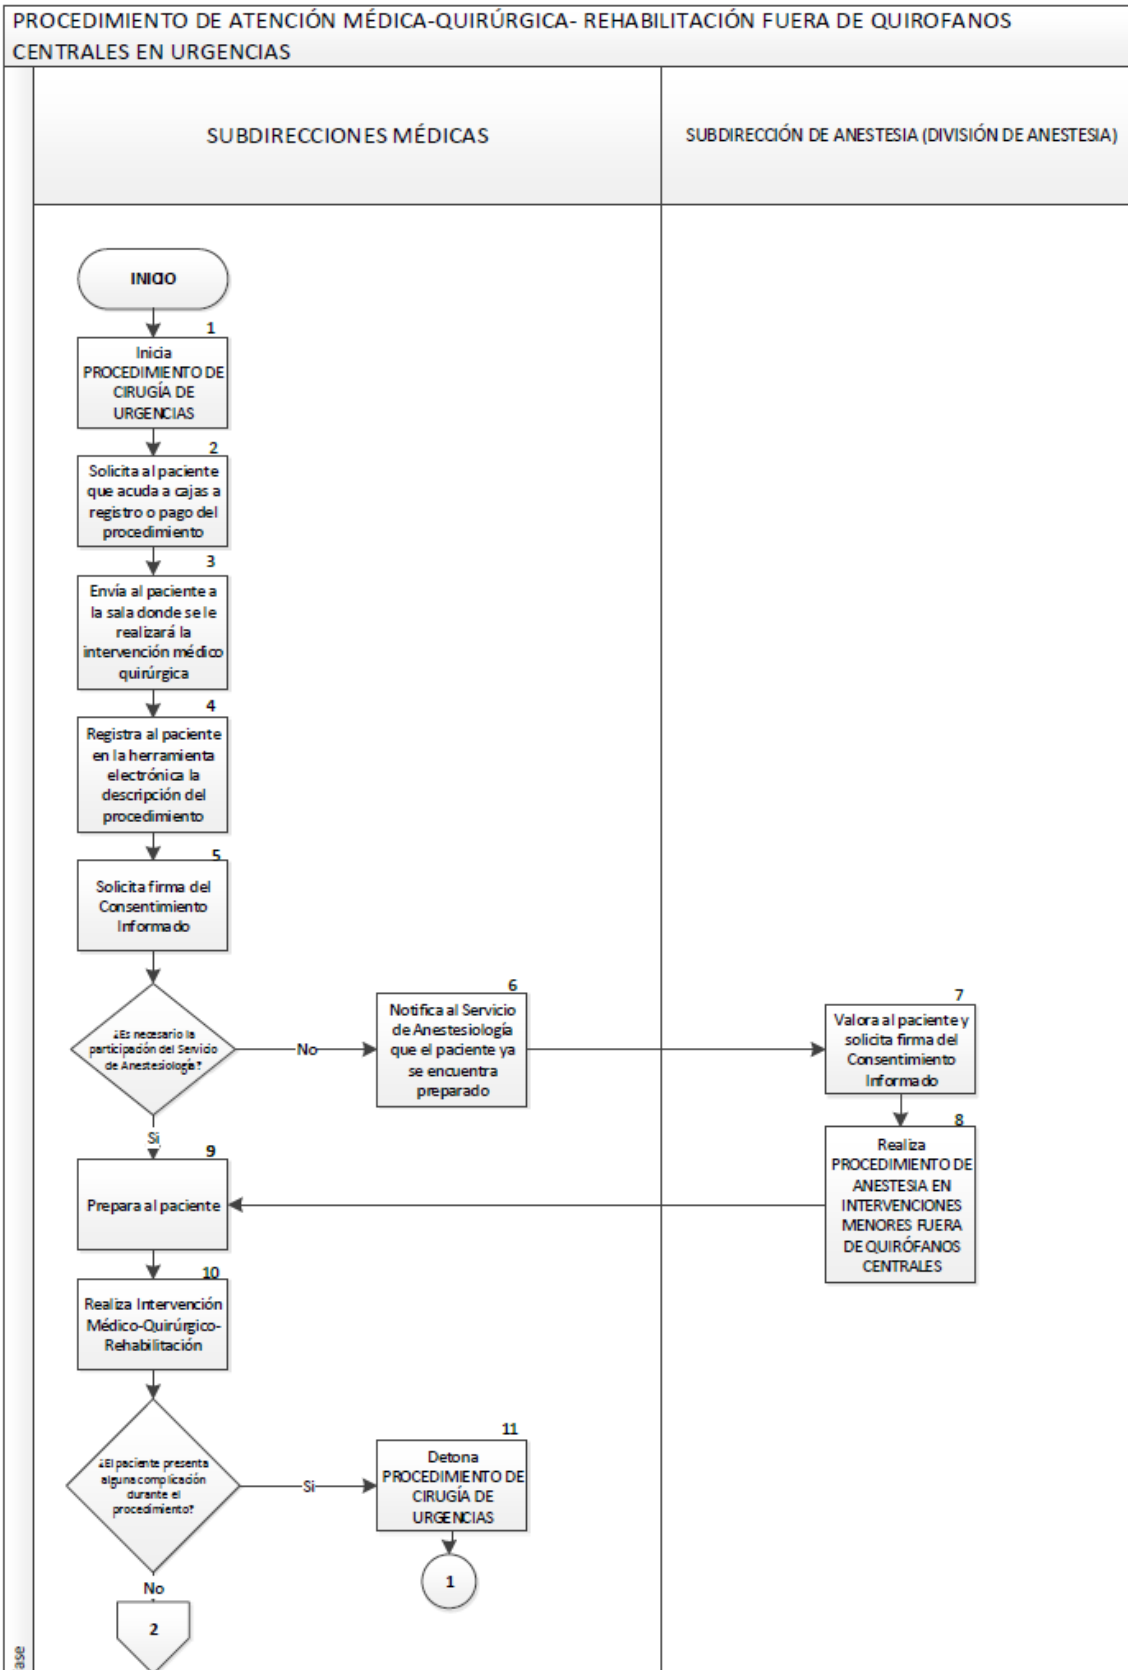 PROCEDIMIENTO DE ATENCIÓN MÉDICA-QUIRÚRGICA- REHABILITACIÓN FUERA DE QUIROFANOS
CENTRALES EN URGENCIAS
SUBDIRECCIONES MÉDICAS
SUBDIRECCIÓN DE ANESTESIA (DIVISIÓN DE ANESTESIA)
INICIO
1
Inicia
PROCEDIMIENTO DE
CIRUGÍA DE
URGENCIAS
2
Solicita al paciente
que acuda a cajas a
registro o pago del
procedimiento
3
Envía al paciente a
la sala donde se le
realizará la
intervención médico
quirúrgica
4
Registra al paciente
en la herramienta
electrónica la
descripción del
procedimiento
5
Solicita firma del
Consentimiento
Informado
¿Es necesario la
participación del Servicio
de Anestesiología?
No
6
Notifica al Servicio
de Anestesiología
que el paciente ya
se encuentra
preparado
7
Valora al paciente y
solicita firma del
Consentimiento
Informado
8
Realiza
PROCEDIMIENTO DE
ANESTESIA EN
INTERVENCIONES
MENORES FUERA
DE QUIRÓFANOS
CENTRALES
Si
9
Prepara al paciente
10
Realiza Intervención
Médico-Quirúrgico-
Rehabilitación
¿El paciente presenta
alguna complicación
durante el
procedimiento?
Si
11
Detona
PROCEDIMIENTO DE
CIRUGÍA DE
URGENCIAS
1
No
2
ase